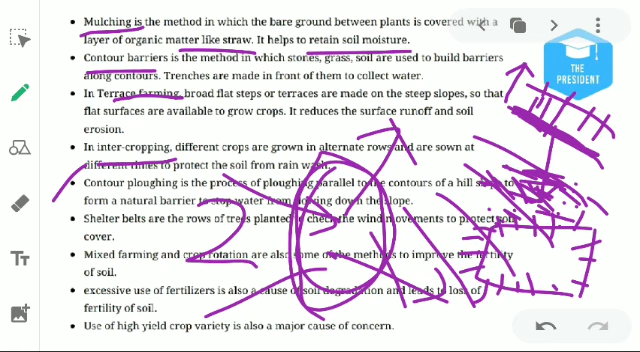 Mulching is the method in which the bare ground between plants is covered with a
layer of organic matter like straw. It helps to retain soil moisture.
Contour barriers is the method in which stones, grass, soil are used to build barriers
along contours. Trenches are made in front of them to collect water.
In Terrace farming, broad flat steps or terraces are made on the steep slopes, so that
flat surfaces are available to grow crops. It reduces the surface runoff and soil
erosion.
In inter-cropping, different crops are grown in alternate rows and are sown at
different times to protect the soil from rain wash.
Contour ploughing is the process of ploughing parallel to the contours of a hill slope to
form a natural barrier to stop water from flowing down the slope.
Shelter belts are the rows of trees planted to check the wind movements to protect soil
cover.
Mixed farming and crop rotation are also some of the methods to improve the fertility
of soil.
excessive use of fertilizers is also a cause of soil degradation and leads to loss of
fertility of soil.
Use of high yield crop variety is also a major cause of concern.
THE
PRESIDENT
Tт